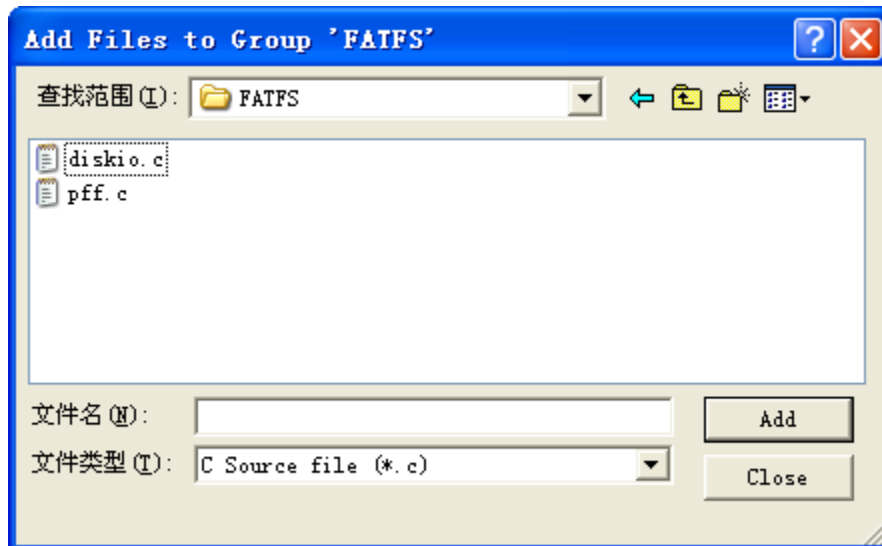 Add Files to Group 'FATFS'
查找范围(I): FATFS
diskio.c
pff.c
文件名(N):
Add
文件类型(T): C Source file (*.c)
Close